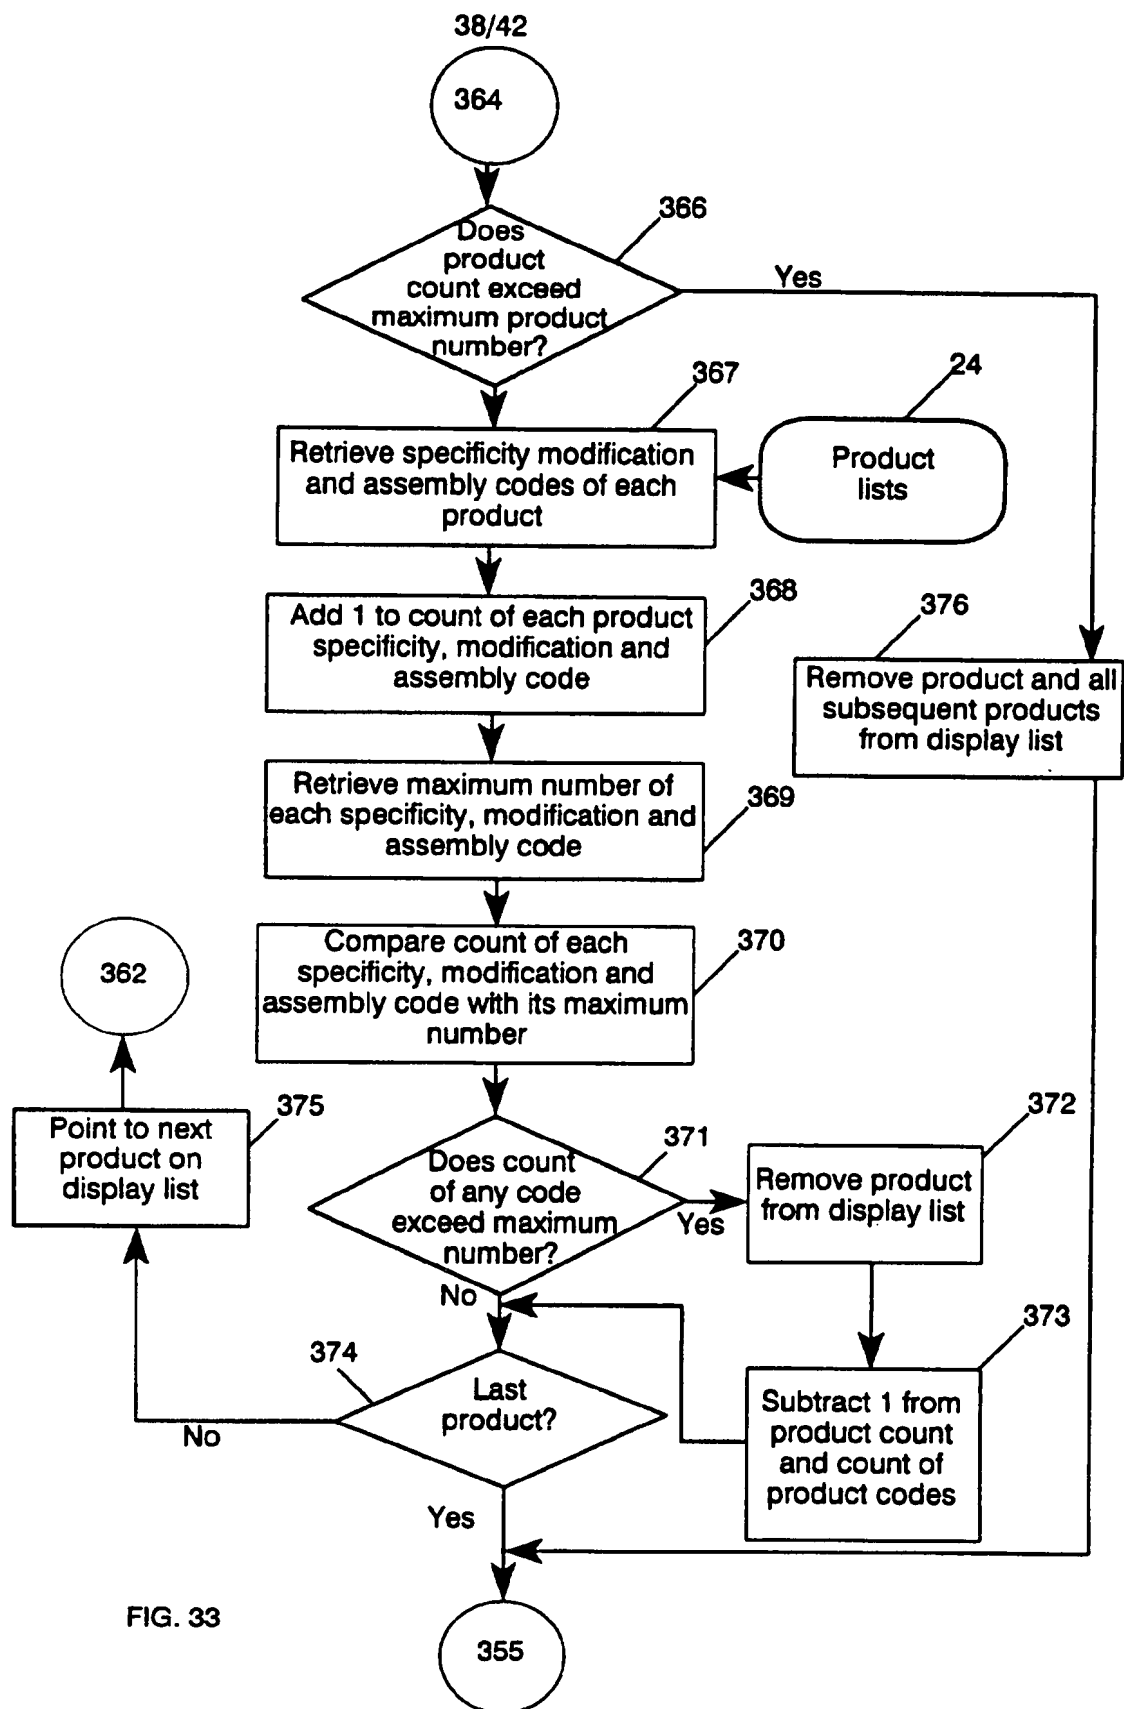 38/42
364
366
Does
product
count exceed
maximum product
number?
Yes
367
24
Retrieve specificity modification
and assembly codes of each
product
Product
lists
368
Add 1 to count of each product
specificity, modification and
assembly code
376
Remove product and all
subsequent products
from display list
Retrieve maximum number of
each specificity, modification and
assembly code
369
362
Compare count of each
specificity, modification and
assembly code with its maximum
number
370
375
Point to next
product on
display list
371
Does count
of any code
exceed maximum
number?
Yes
372
Remove product
from display list
No
373
Subtract 1 from
product count
and count of
product codes
374
Last
product?
No
Yes
FIG. 33
355